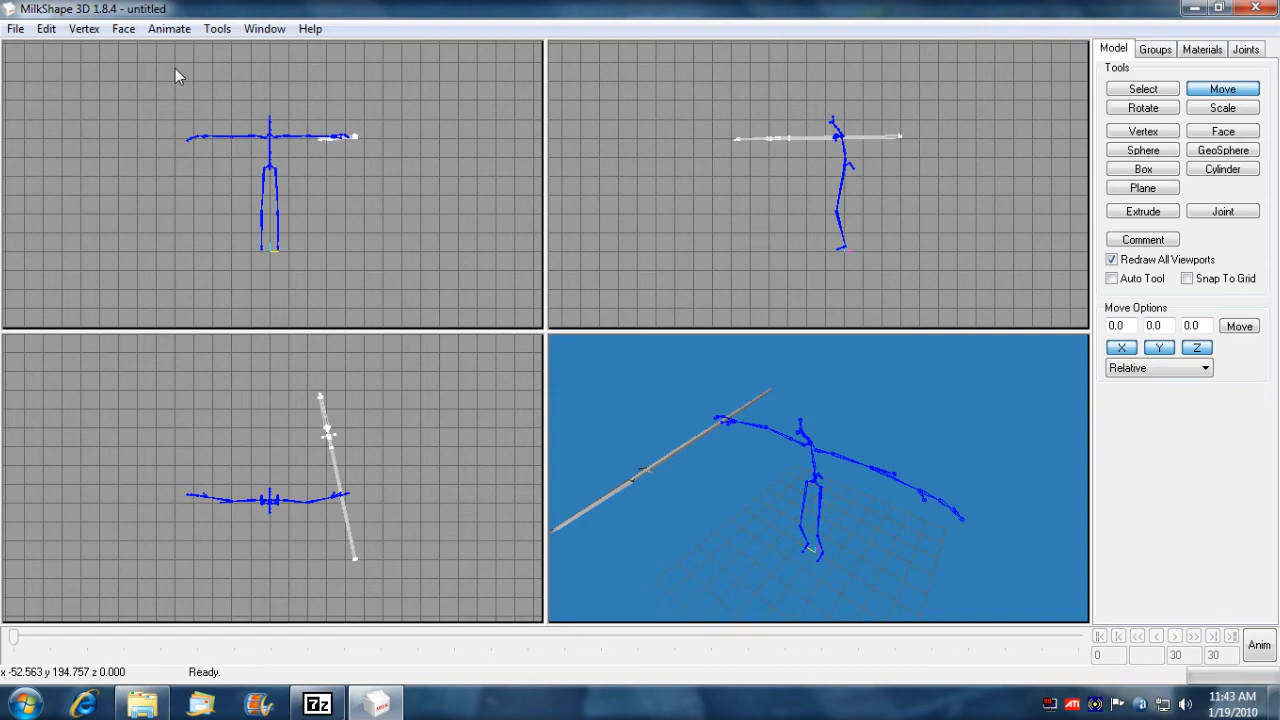 MilkShape 3D 1.8.4 - untitled
File Edit Vertex Face Animate Tools Window Help
Model Groups Materials Joints
Tools
Select Move
Rotate Scale
Vertex Face
Sphere GeoSphere
Box Cylinder
Plane
Extrude Joint
Comment
Redraw All Viewports
Auto Tool Snap To Grid
Move Options
0.0 0.0 0.0 Move
X Y Z
Relative
0 30 30 Anim
x -52.563 y 194.757 z 0.000 Ready.
7z MILK ATI a 11:43 AM
1/19/2010